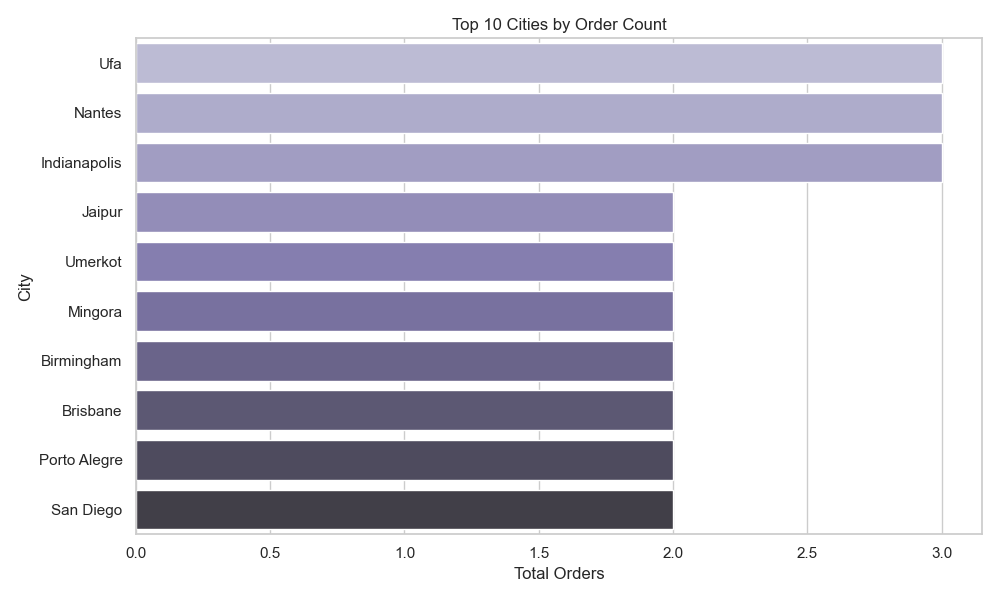 Top 10 Cities by Order Count
Ufa
Nantes
Indianapolis
Jaipur
Umerkot
Mingora
Birmingham
Brisbane
Porto Alegre
San Diego
City
0.0 0.5 1.0 1.5 2.0 2.5 3.0
Total Orders